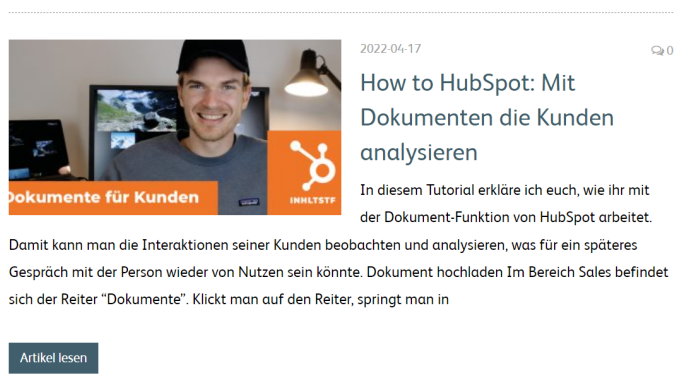 2022-04-17
0
How to HubSpot: Mit
Dokumenten die Kunden
analysieren
Dokumente für Kunden
INHLTSTF
In diesem Tutorial erkläre ich euch, wie ihr mit
der Dokument-Funktion von HubSpot arbeitet.
Damit kann man die Interaktionen seiner Kunden beobachten und analysieren, was für ein späteres
Gespräch mit der Person wieder von Nutzen sein könnte. Dokument hochladen Im Bereich Sales befindet
sich der Reiter “Dokumente”. Klickt man auf den Reiter, springt man in
Artikel lesen